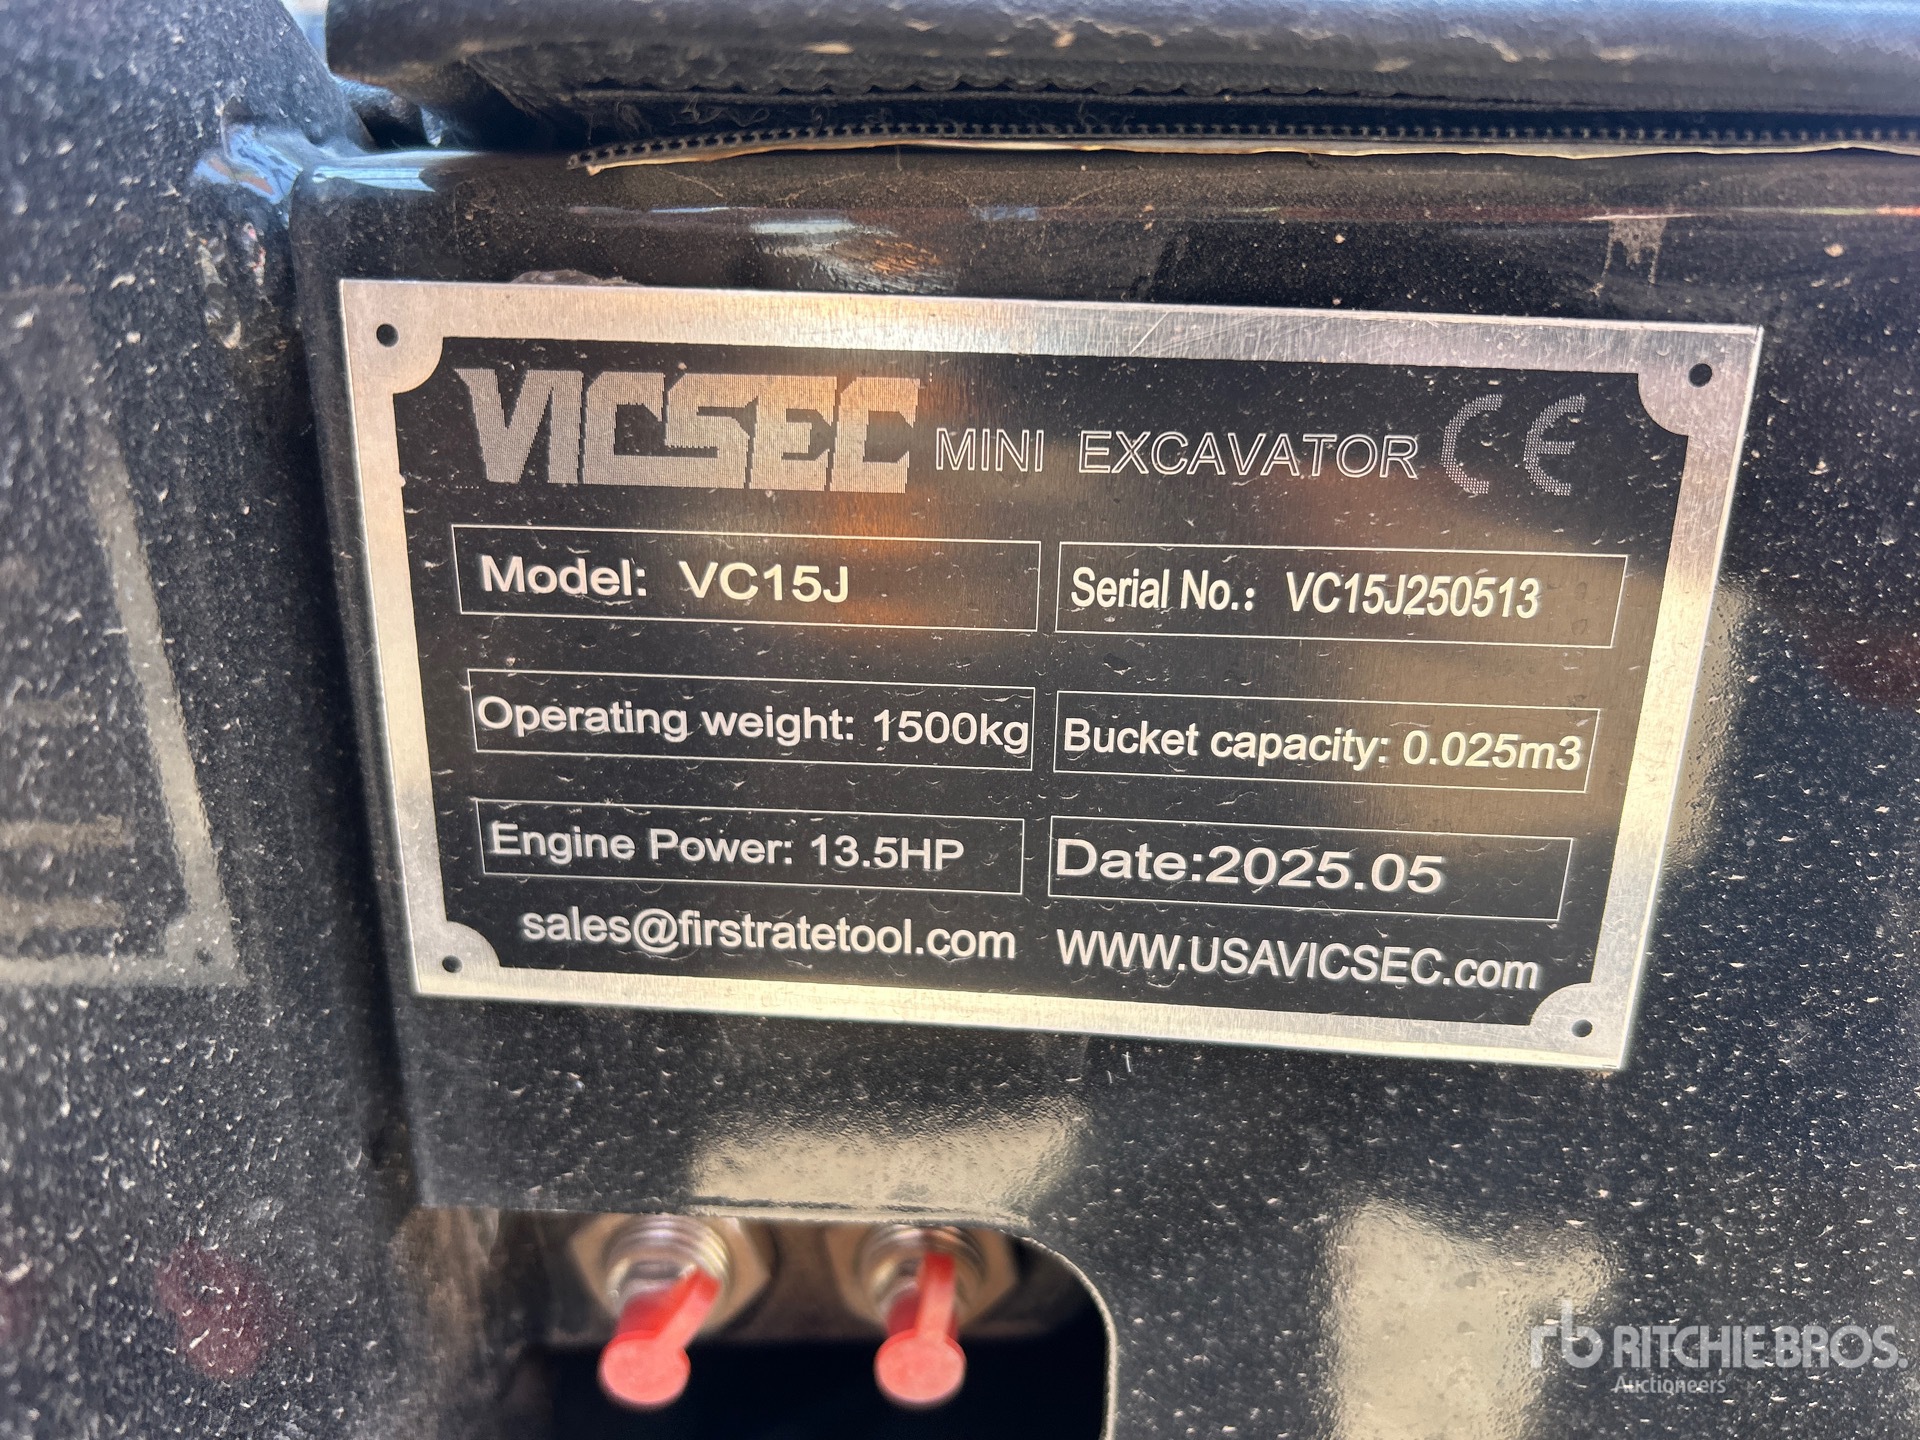 VICSEC MINI EXCAVATOR CE
Model: VC15J
Serial No.: VC15J250513
Operating weight: 1500kg
Bucket capacity: 0.025m3
Engine Power: 13.5HP
Date:2025.05
sales@firstratetool.com
WWW.USAVICSEC.com
rb RITCHIE BROS.
Auctioneers